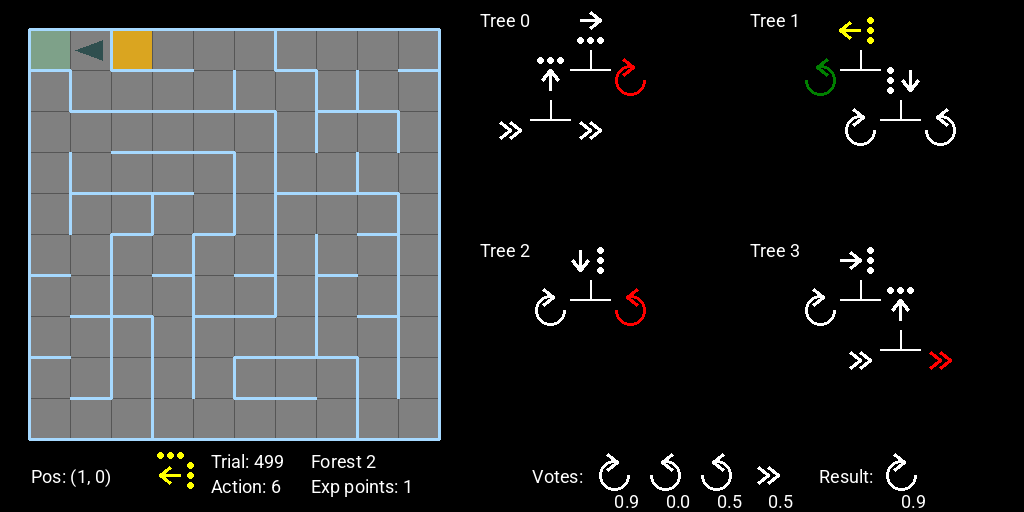 Tree 0
Tree 1
Tree 2
Tree 3
Pos: (1, 0)
Trial: 499
Forest 2
Action: 6
Exp points: 1
Votes:
0.9
0.0
0.5
0.5
Result:
0.9